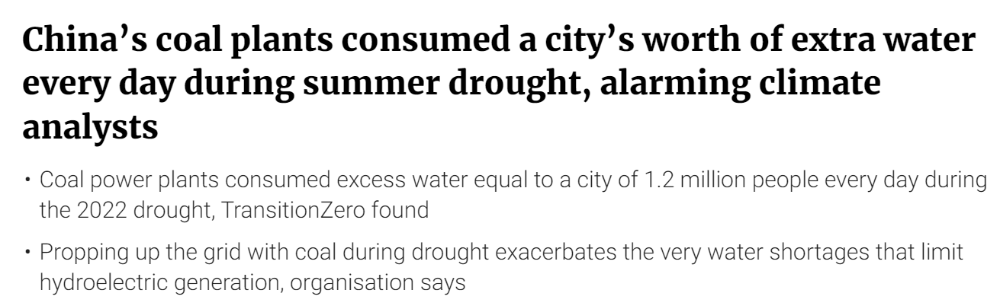 China’s coal plants consumed a city’s worth of extra water
every day during summer drought, alarming climate
analysts
• Coal power plants consumed excess water equal to a city of 1.2 million people every day during
the 2022 drought, TransitionZero found
• Propping up the grid with coal during drought exacerbates the very water shortages that limit
hydroelectric generation, organisation says